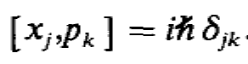 [x_j,p_k] = iℏ δ_jk.